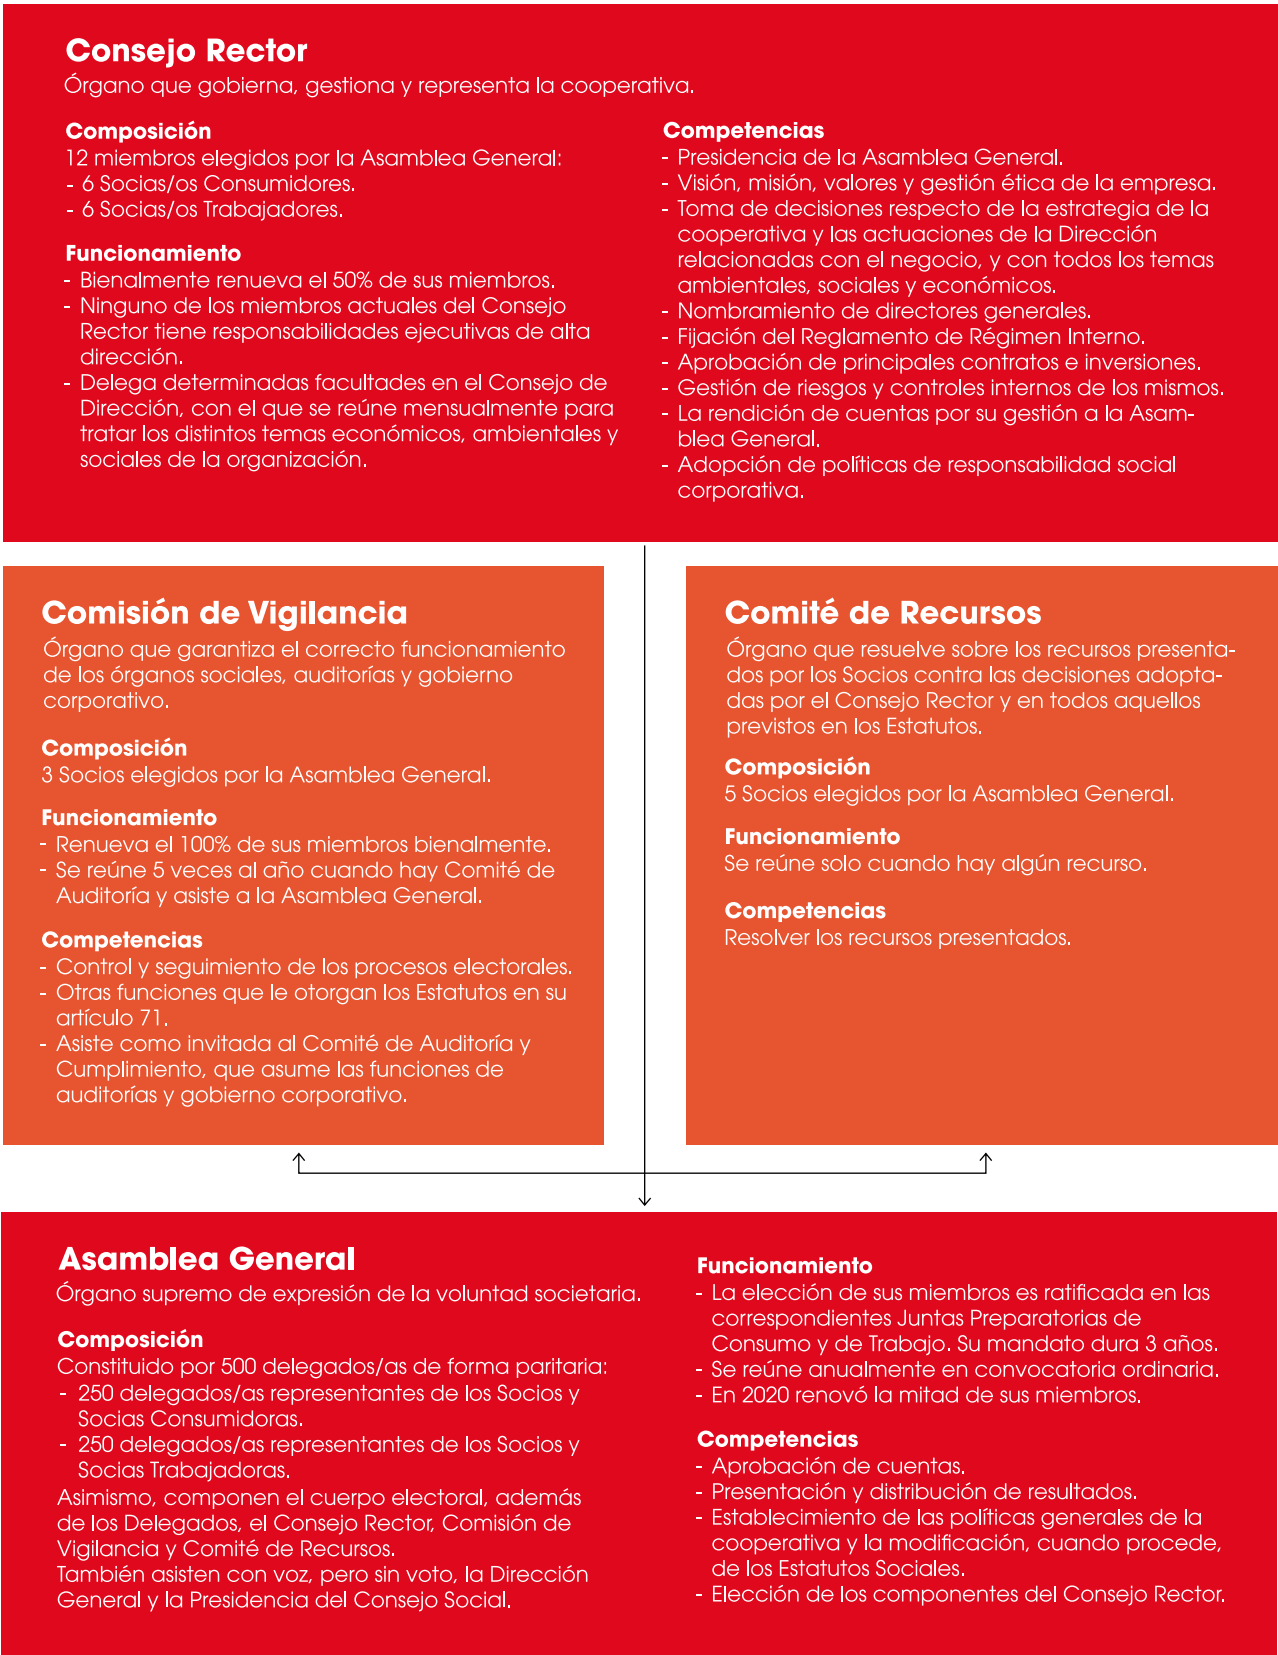 Consejo Rector
Órgano que gobierna, gestiona y representa la cooperativa.
Composición
12 miembros elegidos por la Asamblea General:
- 6 Socias/os Consumidores.
- 6 Socias/os Trabajadores.
Funcionamiento
- Bienalmente renueva el 50% de sus miembros.
- Ninguno de los miembros actuales del Consejo
Rector tiene responsabilidades ejecutivas de alta
dirección.
- Delega determinadas facultades en el Consejo de
Dirección, con el que se reúne mensualmente para
tratar los distintos temas económicos, ambientales y
sociales de la organización.
Competencias
- Presidencia de la Asamblea General.
- Visión, misión, valores y gestión ética de la empresa.
- Toma de decisiones respecto de la estrategia de la
cooperativa y las actuaciones de la Dirección
relacionadas con el negocio, y con todos los temas
ambientales, sociales y económicos.
- Nombramiento de directores generales.
- Fijación del Reglamento de Régimen Interno.
- Aprobación de principales contratos e inversiones.
- Gestión de riesgos y controles internos de los mismos.
- La rendición de cuentas por su gestión a la Asam-
blea General.
- Adopción de políticas de responsabilidad social
corporativa.
Comisión de Vigilancia
Órgano que garantiza el correcto funcionamiento
de los órganos sociales, auditorías y gobierno
corporativo.
Composición
3 Socios elegidos por la Asamblea General.
Funcionamiento
- Renueva el 100% de sus miembros bienalmente.
- Se reúne 5 veces al año cuando hay Comité de
Auditoría y asiste a la Asamblea General.
Competencias
- Control y seguimiento de los procesos electorales.
- Otras funciones que le otorgan los Estatutos en su
artículo 71.
- Asiste como invitada al Comité de Auditoría y
Cumplimiento, que asume las funciones de
auditorías y gobierno corporativo.
Comité de Recursos
Órgano que resuelve sobre los recursos presenta-
dos por los Socios contra las decisiones adopta-
das por el Consejo Rector y en todos aquellos
previstos en los Estatutos.
Composición
5 Socios elegidos por la Asamblea General.
Funcionamiento
Se reúne solo cuando hay algún recurso.
Competencias
Resolver los recursos presentados.
Asamblea General
Órgano supremo de expresión de la voluntad societaria.
Composición
Constituido por 500 delegados/as de forma paritaria:
- 250 delegados/as representantes de los Socios y
Socias Consumidoras.
- 250 delegados/as representantes de los Socios y
Socias Trabajadoras.
Asimismo, componen el cuerpo electoral, además
de los Delegados, el Consejo Rector, Comisión de
Vigilancia y Comité de Recursos.
También asisten con voz, pero sin voto, la Dirección
General y la Presidencia del Consejo Social.
Funcionamiento
- La elección de sus miembros es ratificada en las
correspondientes Juntas Preparatorias de
Consumo y de Trabajo. Su mandato dura 3 años.
- Se reúne anualmente en convocatoria ordinaria.
- En 2020 renovó la mitad de sus miembros.
Competencias
- Aprobación de cuentas.
- Presentación y distribución de resultados.
- Establecimiento de las políticas generales de la
cooperativa y la modificación, cuando procede,
de los Estatutos Sociales.
- Elección de los componentes del Consejo Rector.